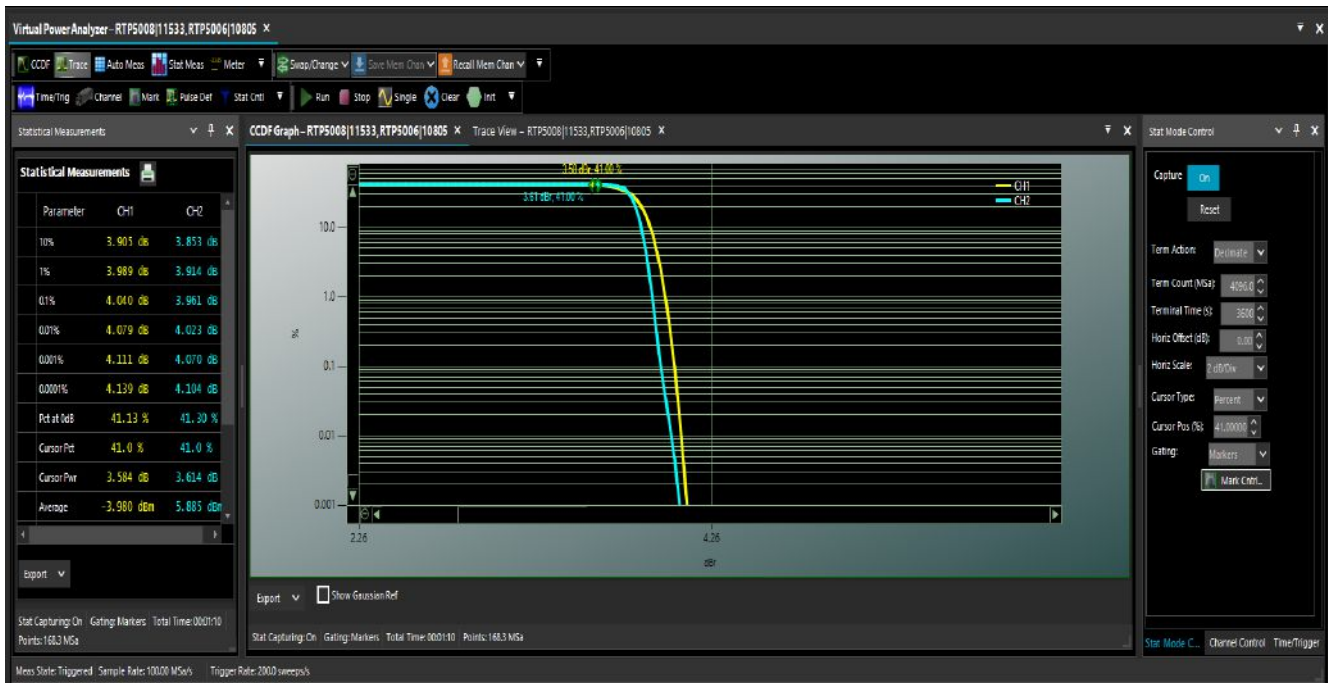 Virtual Power Analyzer – RTP5008|11533,RTP5006|10805 ×
CCDF Trace Auto Meas Stat Meas Meter Swap/Change Save Mem Chan Recall Mem Chan
Time/Trig Channel Mark Pulse Def Stat Cntl Run Stop Single Clear Init
Statistical Measurements
Statistical Measurements
Parameter CH1 CH2
10% 3.905 dB 3.853 dB
1% 3.989 dB 3.914 dB
0.1% 4.040 dB 3.961 dB
0.01% 4.079 dB 4.023 dB
0.001% 4.111 dB 4.070 dB
0.0001% 4.139 dB 4.104 dB
Pct at 0dB 41.13 % 41.30 %
Cursor Pct 41.0 % 41.0 %
Cursor Pwr 3.584 dB 3.614 dB
Average -3.980 dBm 5.885 dBm
Export
Stat Capturing: On Gating: Markers Total Time: 00:01:10
Points: 168.3 MSa
CCDF Graph – RTP5008|11533,RTP5006|10805 × Trace View – RTP5008|11533,RTP5006|10805 ×
3.58 dBr, 41.00 %
3.61 dBr, 41.00 %
CH1
CH2
10.0
1.0
%
0.1
0.01
0.001
2.26 4.26
dBr
Export Show Gaussian Ref
Stat Capturing: On Gating: Markers Total Time: 00:01:10 Points: 168.3 MSa
Stat Mode Control
Capture On
Reset
Term Action: Decimate
Term Count (MSa): 4096.0
Terminal Time (s): 3600
Horiz Offset (dB): 0.00
Horiz Scale: 2 dB/Div
Cursor Type: Percent
Cursor Pos (%): 41.00000
Gating: Markers
Mark Cntrl...
Stat Mode C... Channel Control Time/Trigger
Meas State: Triggered Sample Rate: 100.00 MSa/s Trigger Rate: 200.0 sweeps/s